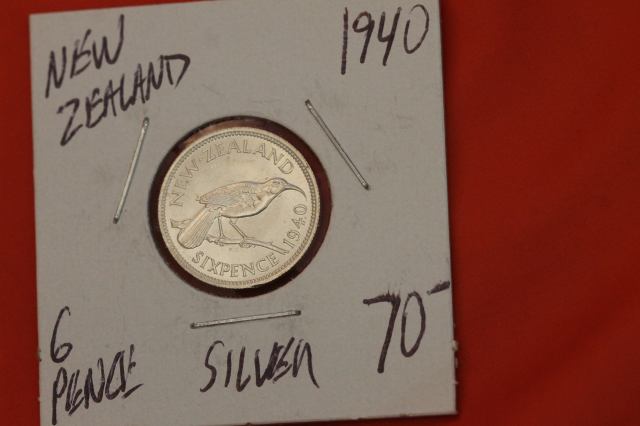 NEW
ZEALAND
1940
NEW·ZEALAND
1940
SIXPENCE
6
PENCE
SILVER
70-